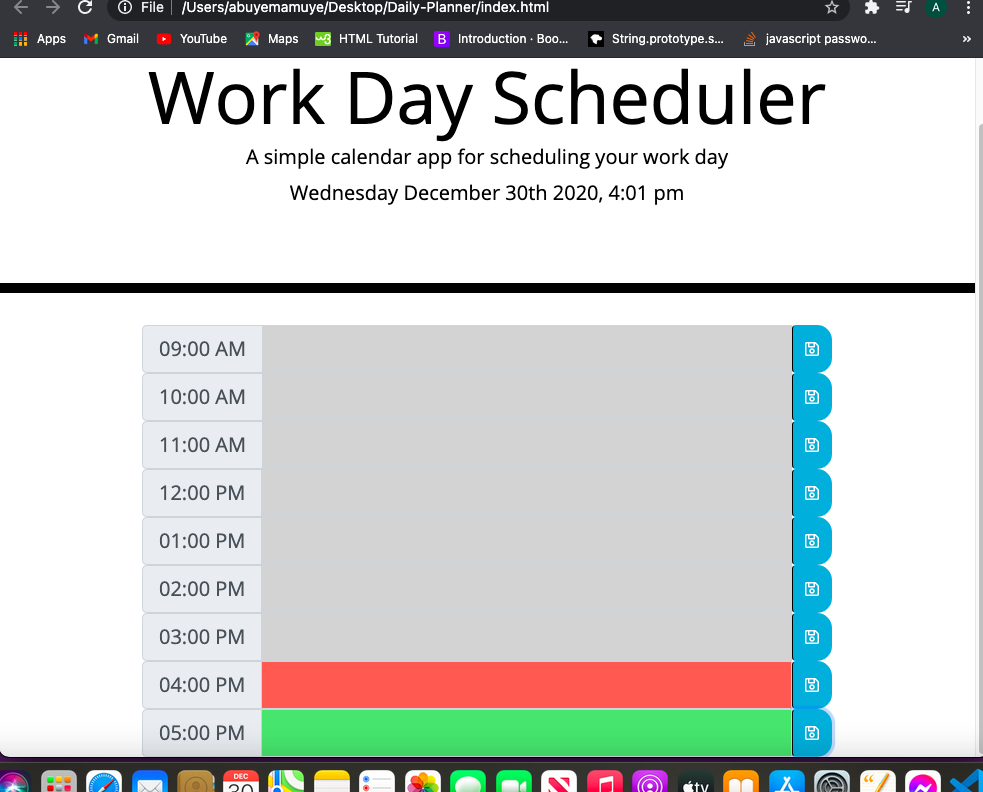 File | /Users/abuyemamuye/Desktop/Daily-Planner/index.html A
Apps Gmail YouTube Maps HTML Tutorial B Introduction · Boo... String.prototype.s... javascript passwo... »
Work Day Scheduler
A simple calendar app for scheduling your work day
Wednesday December 30th 2020, 4:01 pm
09:00 AM
10:00 AM
11:00 AM
12:00 PM
01:00 PM
02:00 PM
03:00 PM
04:00 PM
05:00 PM
DEC
30
tv